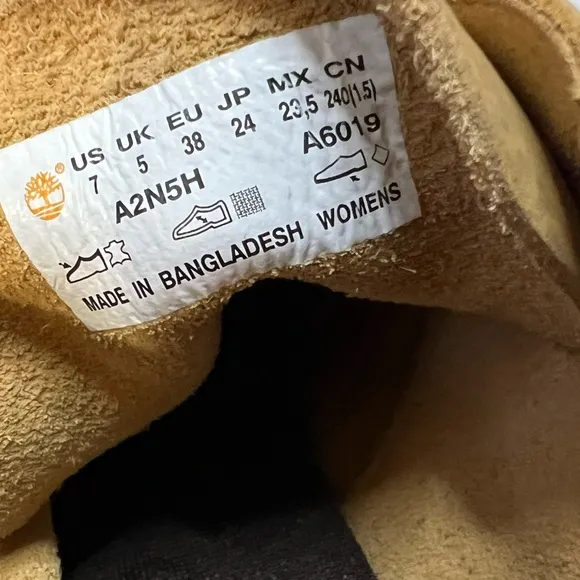 US UK EU JP MX CN
7 5 38 24 23,5 240(1.5)
A2N5H A6019
MADE IN BANGLADESH WOMENS